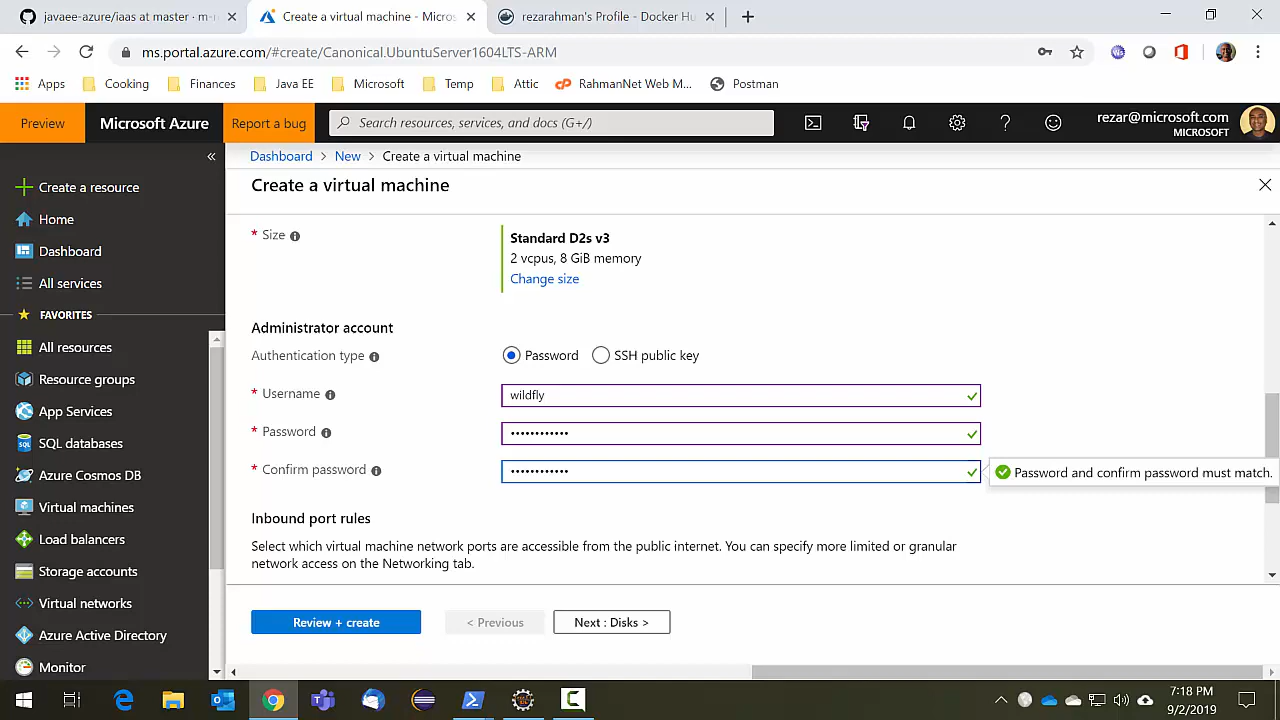 javaee-azure/iaas at master · m-r
Create a virtual machine - Micros
rezarahman's Profile - Docker Hu
ms.portal.azure.com/#create/Canonical.UbuntuServer1604LTS-ARM
Apps
Cooking
Finances
Java EE
Microsoft
Temp
Attic
RahmanNet Web M...
Postman
Preview
Microsoft Azure
Report a bug
Search resources, services, and docs (G+/)
rezar@microsoft.com
MICROSOFT
«
Create a resource
Home
Dashboard
All services
FAVORITES
All resources
Resource groups
App Services
SQL databases
Azure Cosmos DB
Virtual machines
Load balancers
Storage accounts
Virtual networks
Azure Active Directory
Monitor
Dashboard > New > Create a virtual machine
Create a virtual machine
* Size
Standard D2s v3
2 vcpus, 8 GiB memory
Change size
Administrator account
Authentication type
Password
SSH public key
* Username
wildfly
* Password
••••••••••••
* Confirm password
••••••••••••
Password and confirm password must match.
Inbound port rules
Select which virtual machine network ports are accessible from the public internet. You can specify more limited or granular
network access on the Networking tab.
Review + create
< Previous
Next : Disks >
7:18 PM
9/2/2019